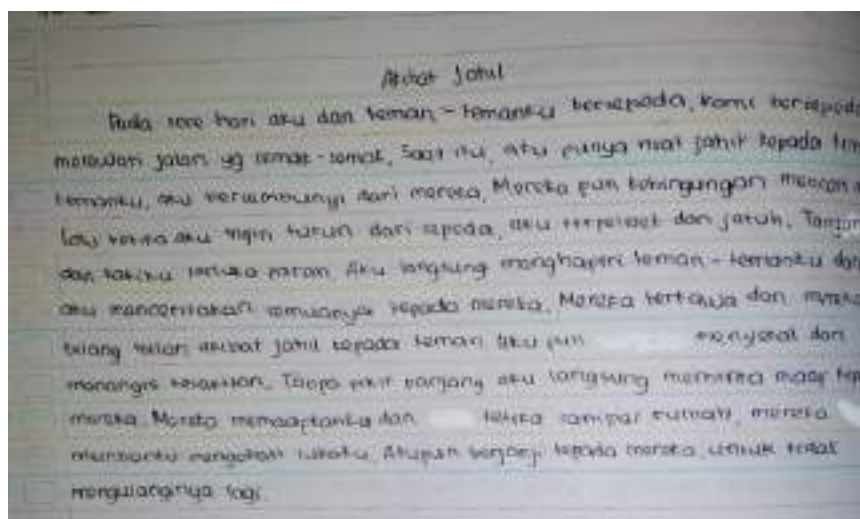 Akibat Jahil
Pada sore hari aku dan teman-temanku bersepeda, kami bersepeda
melewati jalan yg semak-semak, Saat itu, aku punya niat jahil kepada
temanku, aku bersembunyi dari mereka, Mereka pun kebingungan mencari
lalu ketika aku ingin turun dari sepeda, aku terpeleset dan jatuh.
dan kakiku terluka parah Aku langsung menghapiri teman-temanku dan
aku menceritakan semuanya kepada mereka. Mereka tertawa dan mereka
bilang itulah akibat jahil kepada teman Aku pun menyesal dan
menangis kesakitan. Tanpa pikir panjang aku langsung meminta maaf
mereka. Mereka memaapkanku dan ketika sampai rumah, mereka
membantu mengobati lukaku. Akupun berjanji kepada mereka, untuk tidak
mengulanginya lagi.